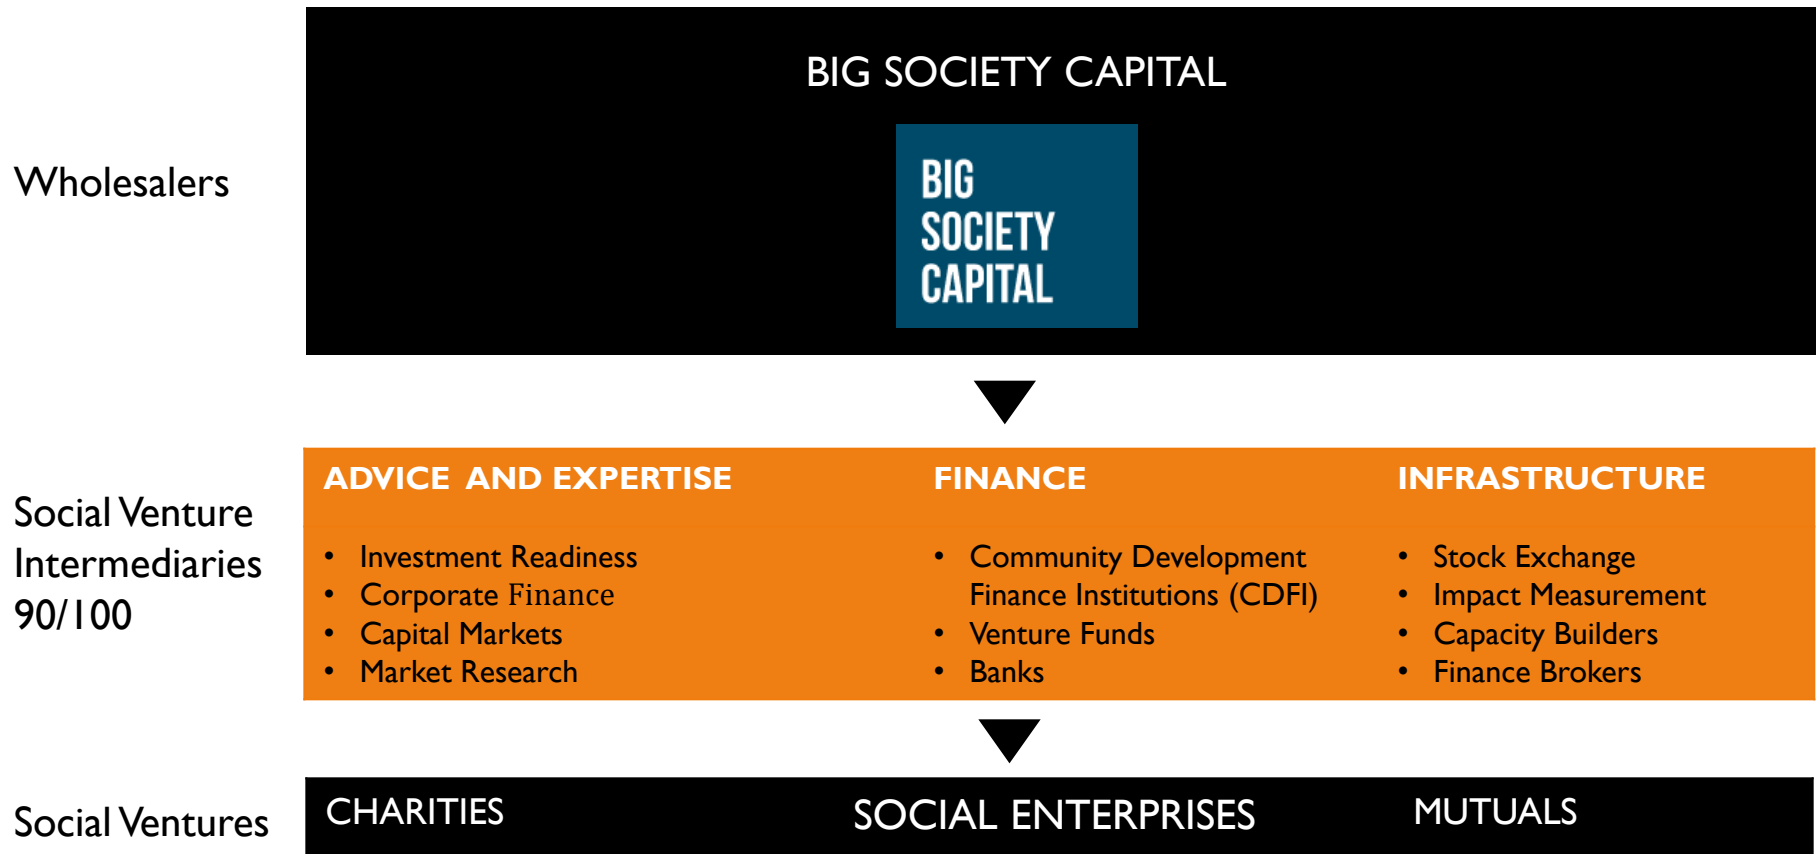 BIG SOCIETY CAPITAL
Wholesalers
BIG
SOCIETY
CAPITAL
Social Venture
Intermediaries
90/100
ADVICE AND EXPERTISE
• Investment Readiness
• Corporate Finance
• Capital Markets
• Market Research
FINANCE
• Community Development
Finance Institutions (CDFI)
• Venture Funds
• Banks
INFRASTRUCTURE
• Stock Exchange
• Impact Measurement
• Capacity Builders
• Finance Brokers
Social Ventures
CHARITIES
SOCIAL ENTERPRISES
MUTUALS